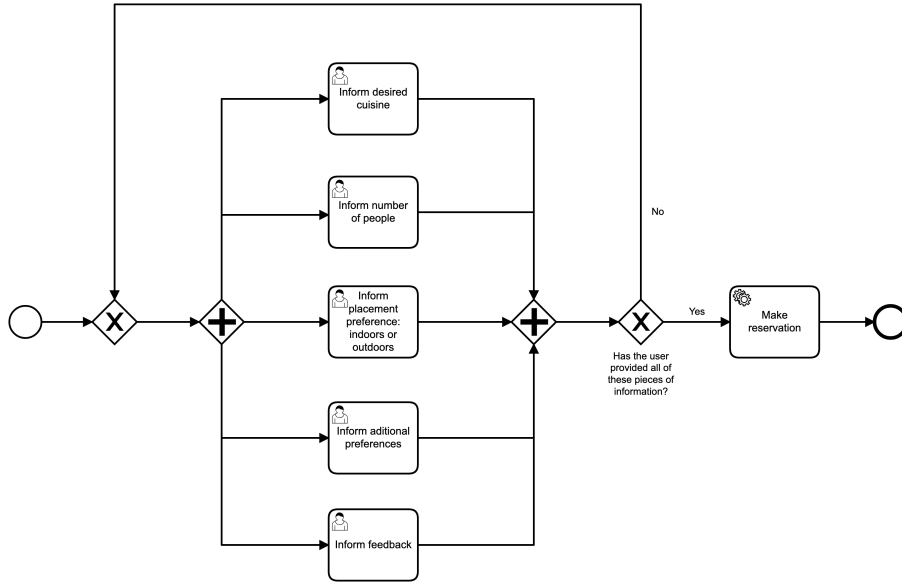 Inform desired
cuisine
Inform number
of people
No
Inform
placement
preference:
indoors or
outdoors
Yes
Make
reservation
Has the user
provided all of
these pieces of
information?
Inform aditional
preferences
Inform feedback